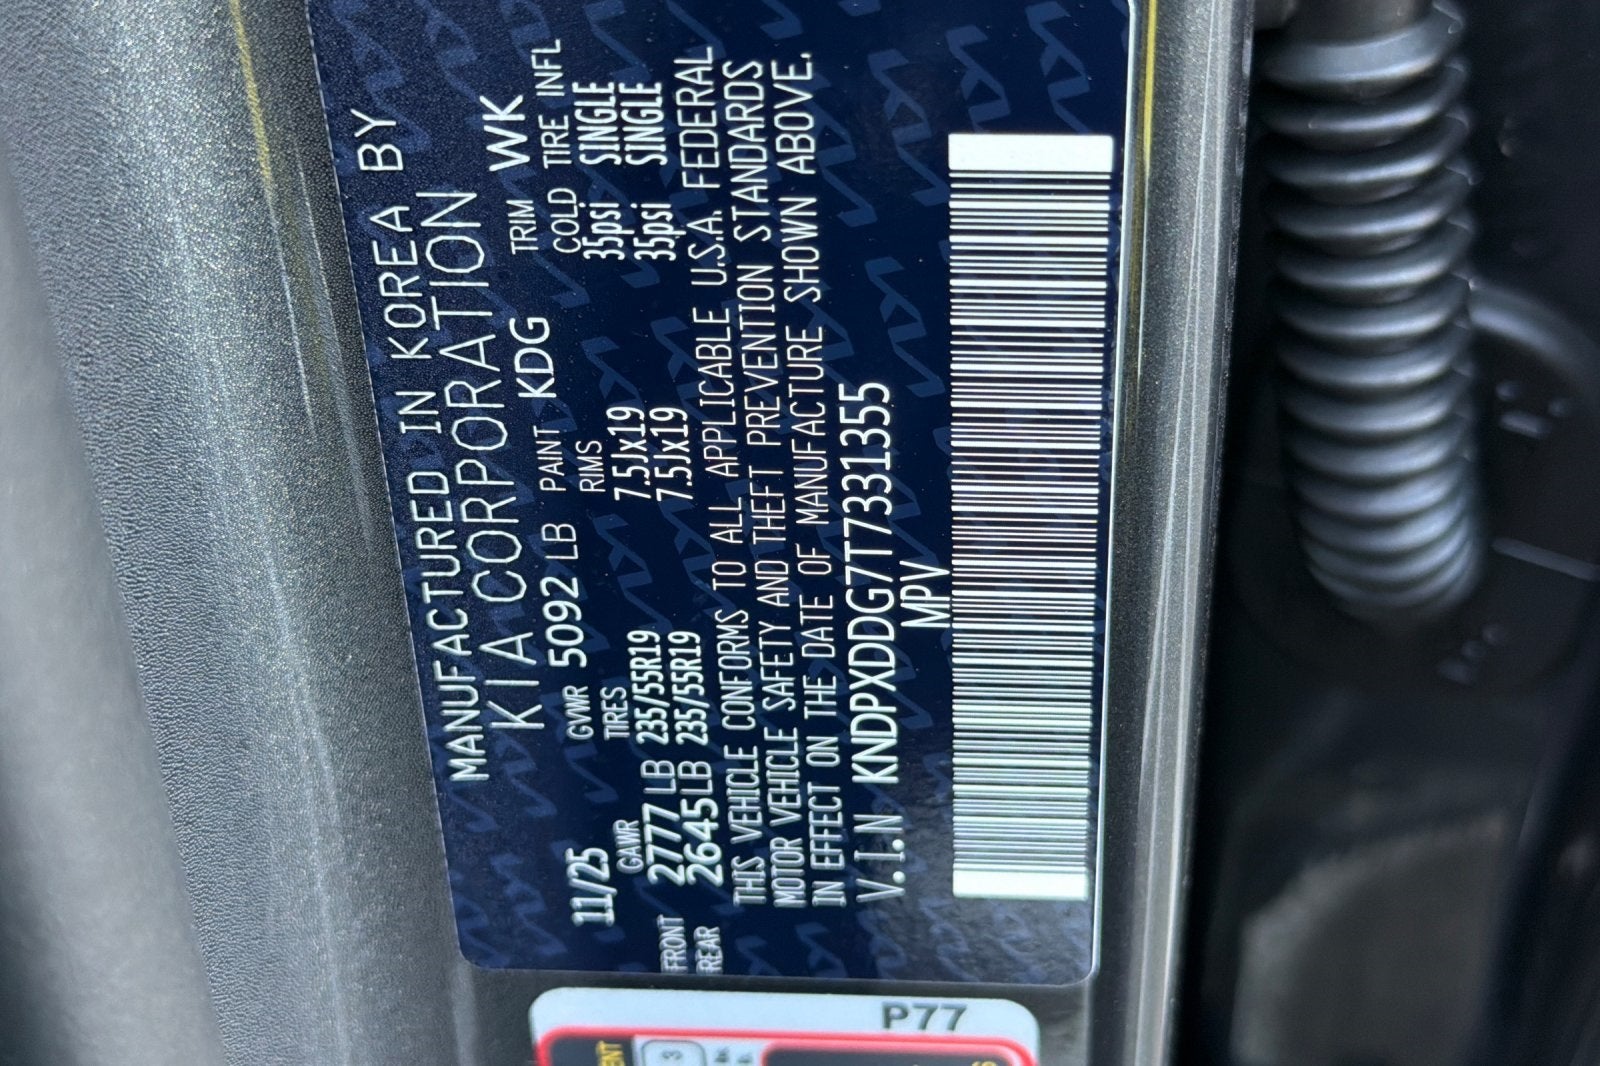 MANUFACTURED IN KOREA BY
KIA CORPORATION
11/25 GVWR 5092 LB PAINT KDG TRIM WK
GAWR TIRES RIMS COLD TIRE INFL
FRONT 2777 LB 235/55R19 7.5Jx19 35psi SINGLE
REAR 2645LB 235/55R19 7.5Jx19 35psi SINGLE
THIS VEHICLE CONFORMS TO ALL APPLICABLE U.S.A. FEDERAL
MOTOR VEHICLE SAFETY AND THEFT PREVENTION STANDARDS
IN EFFECT ON THE DATE OF MANUFACTURE SHOWN ABOVE.
V.I.N KNDPXDDG7T7331355
MPV
P77